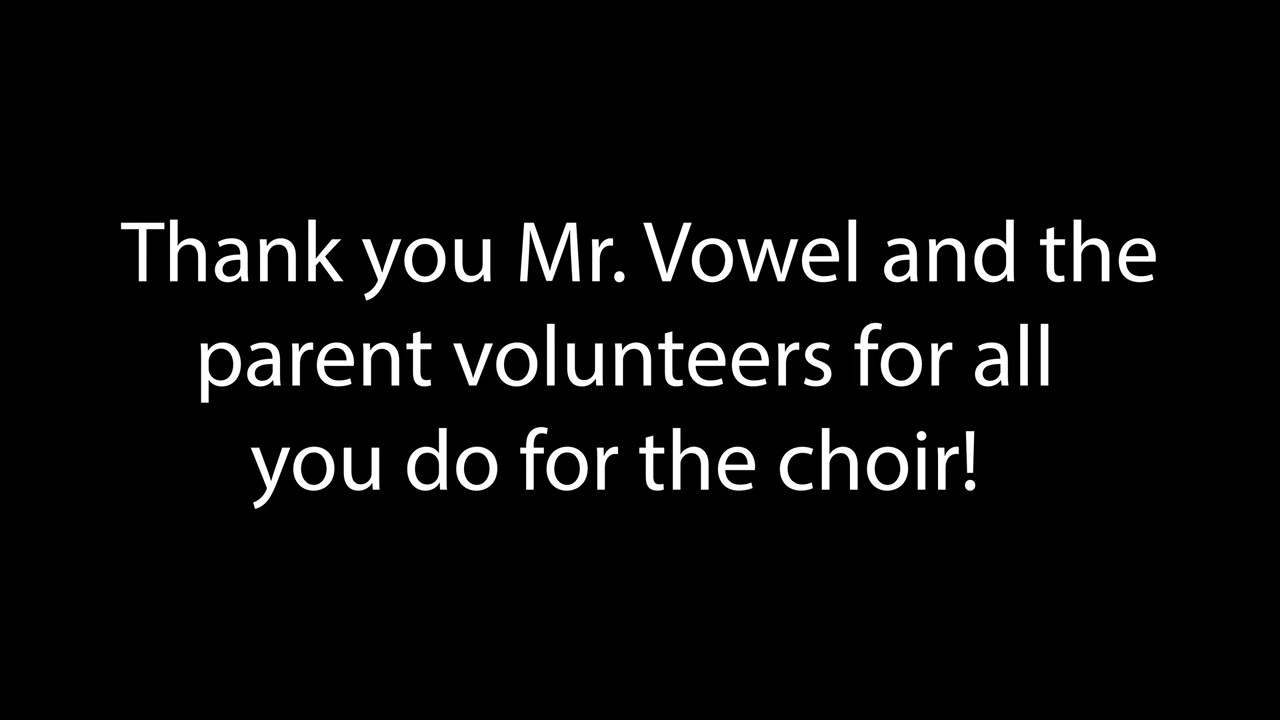 Thank you Mr. Vowel and the
parent volunteers for all
you do for the choir!